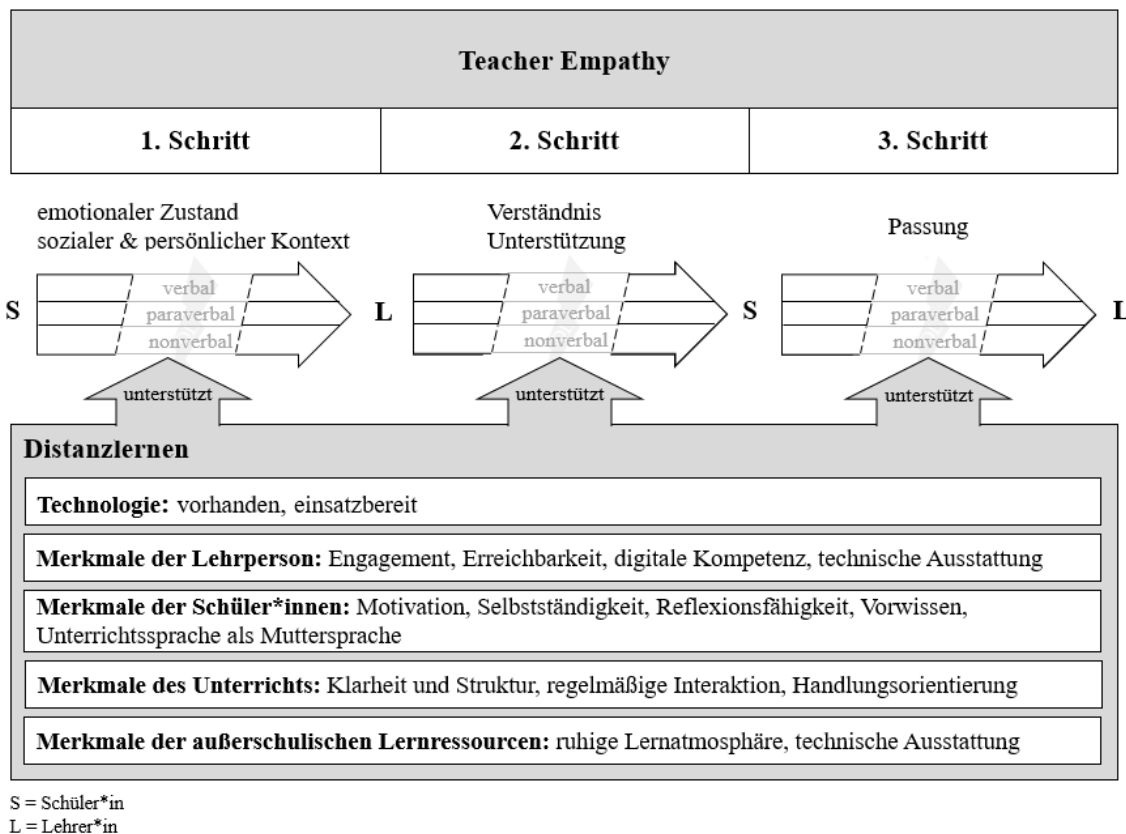 Teacher Empathy
1. Schritt 2. Schritt 3. Schritt
emotionaler Zustand
sozialer & persönlicher Kontext
Verständnis
Unterstützung
Passung
S
verbal
paraverbal
nonverbal
L
verbal
paraverbal
nonverbal
S
verbal
paraverbal
nonverbal
L
unterstützt
unterstützt
unterstützt
Distanzlernen
Technologie: vorhanden, einsatzbereit
Merkmale der Lehrperson: Engagement, Erreichbarkeit, digitale Kompetenz, technische Ausstattung
Merkmale der Schüler*innen: Motivation, Selbstständigkeit, Reflexionsfähigkeit, Vorwissen,
Unterrichtssprache als Muttersprache
Merkmale des Unterrichts: Klarheit und Struktur, regelmäßige Interaktion, Handlungsorientierung
Merkmale der außerschulischen Lernressourcen: ruhige Lernatmosphäre, technische Ausstattung
S = Schüler*in
L = Lehrer*in